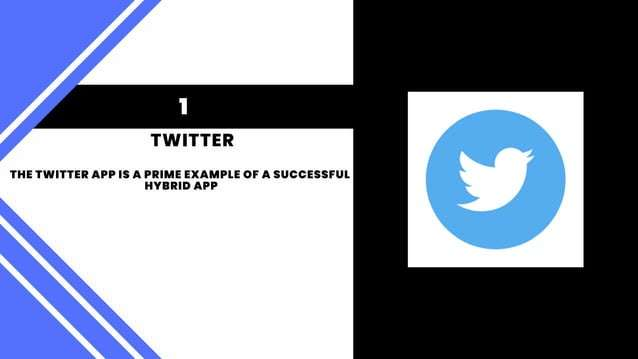 1
TWITTER
THE TWITTER APP IS A PRIME EXAMPLE OF A SUCCESSFUL
HYBRID APP